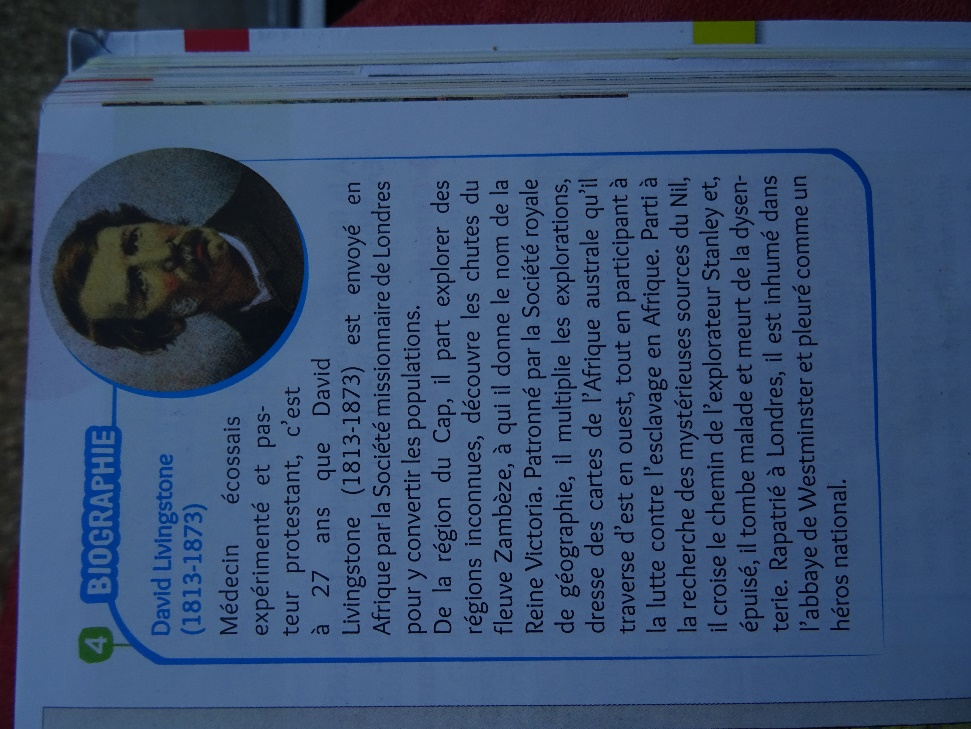 4 BIOGRAPHIE
David Livingstone
(1813-1873)
Médecin écossais
expérimenté et pas-
teur protestant, c'est
à 27 ans que David
Livingstone (1813-1873) est envoyé en
Afrique par la Société missionnaire de Londres
pour y convertir les populations.
De la région du Cap, il part explorer des
régions inconnues, découvre les chutes du
fleuve Zambèze, à qui il donne le nom de la
Reine Victoria. Patronné par la Société royale
de géographie, il multiplie les explorations,
dresse des cartes de l'Afrique australe qu'il
traverse d'est en ouest, tout en participant à
la lutte contre l'esclavage en Afrique. Parti à
la recherche des mystérieuses sources du Nil,
il croise le chemin de l'explorateur Stanley et,
épuisé, il tombe malade et meurt de la dysen-
terie. Rapatrié à Londres, il est inhumé dans
l'abbaye de Westminster et pleuré comme un
héros national.